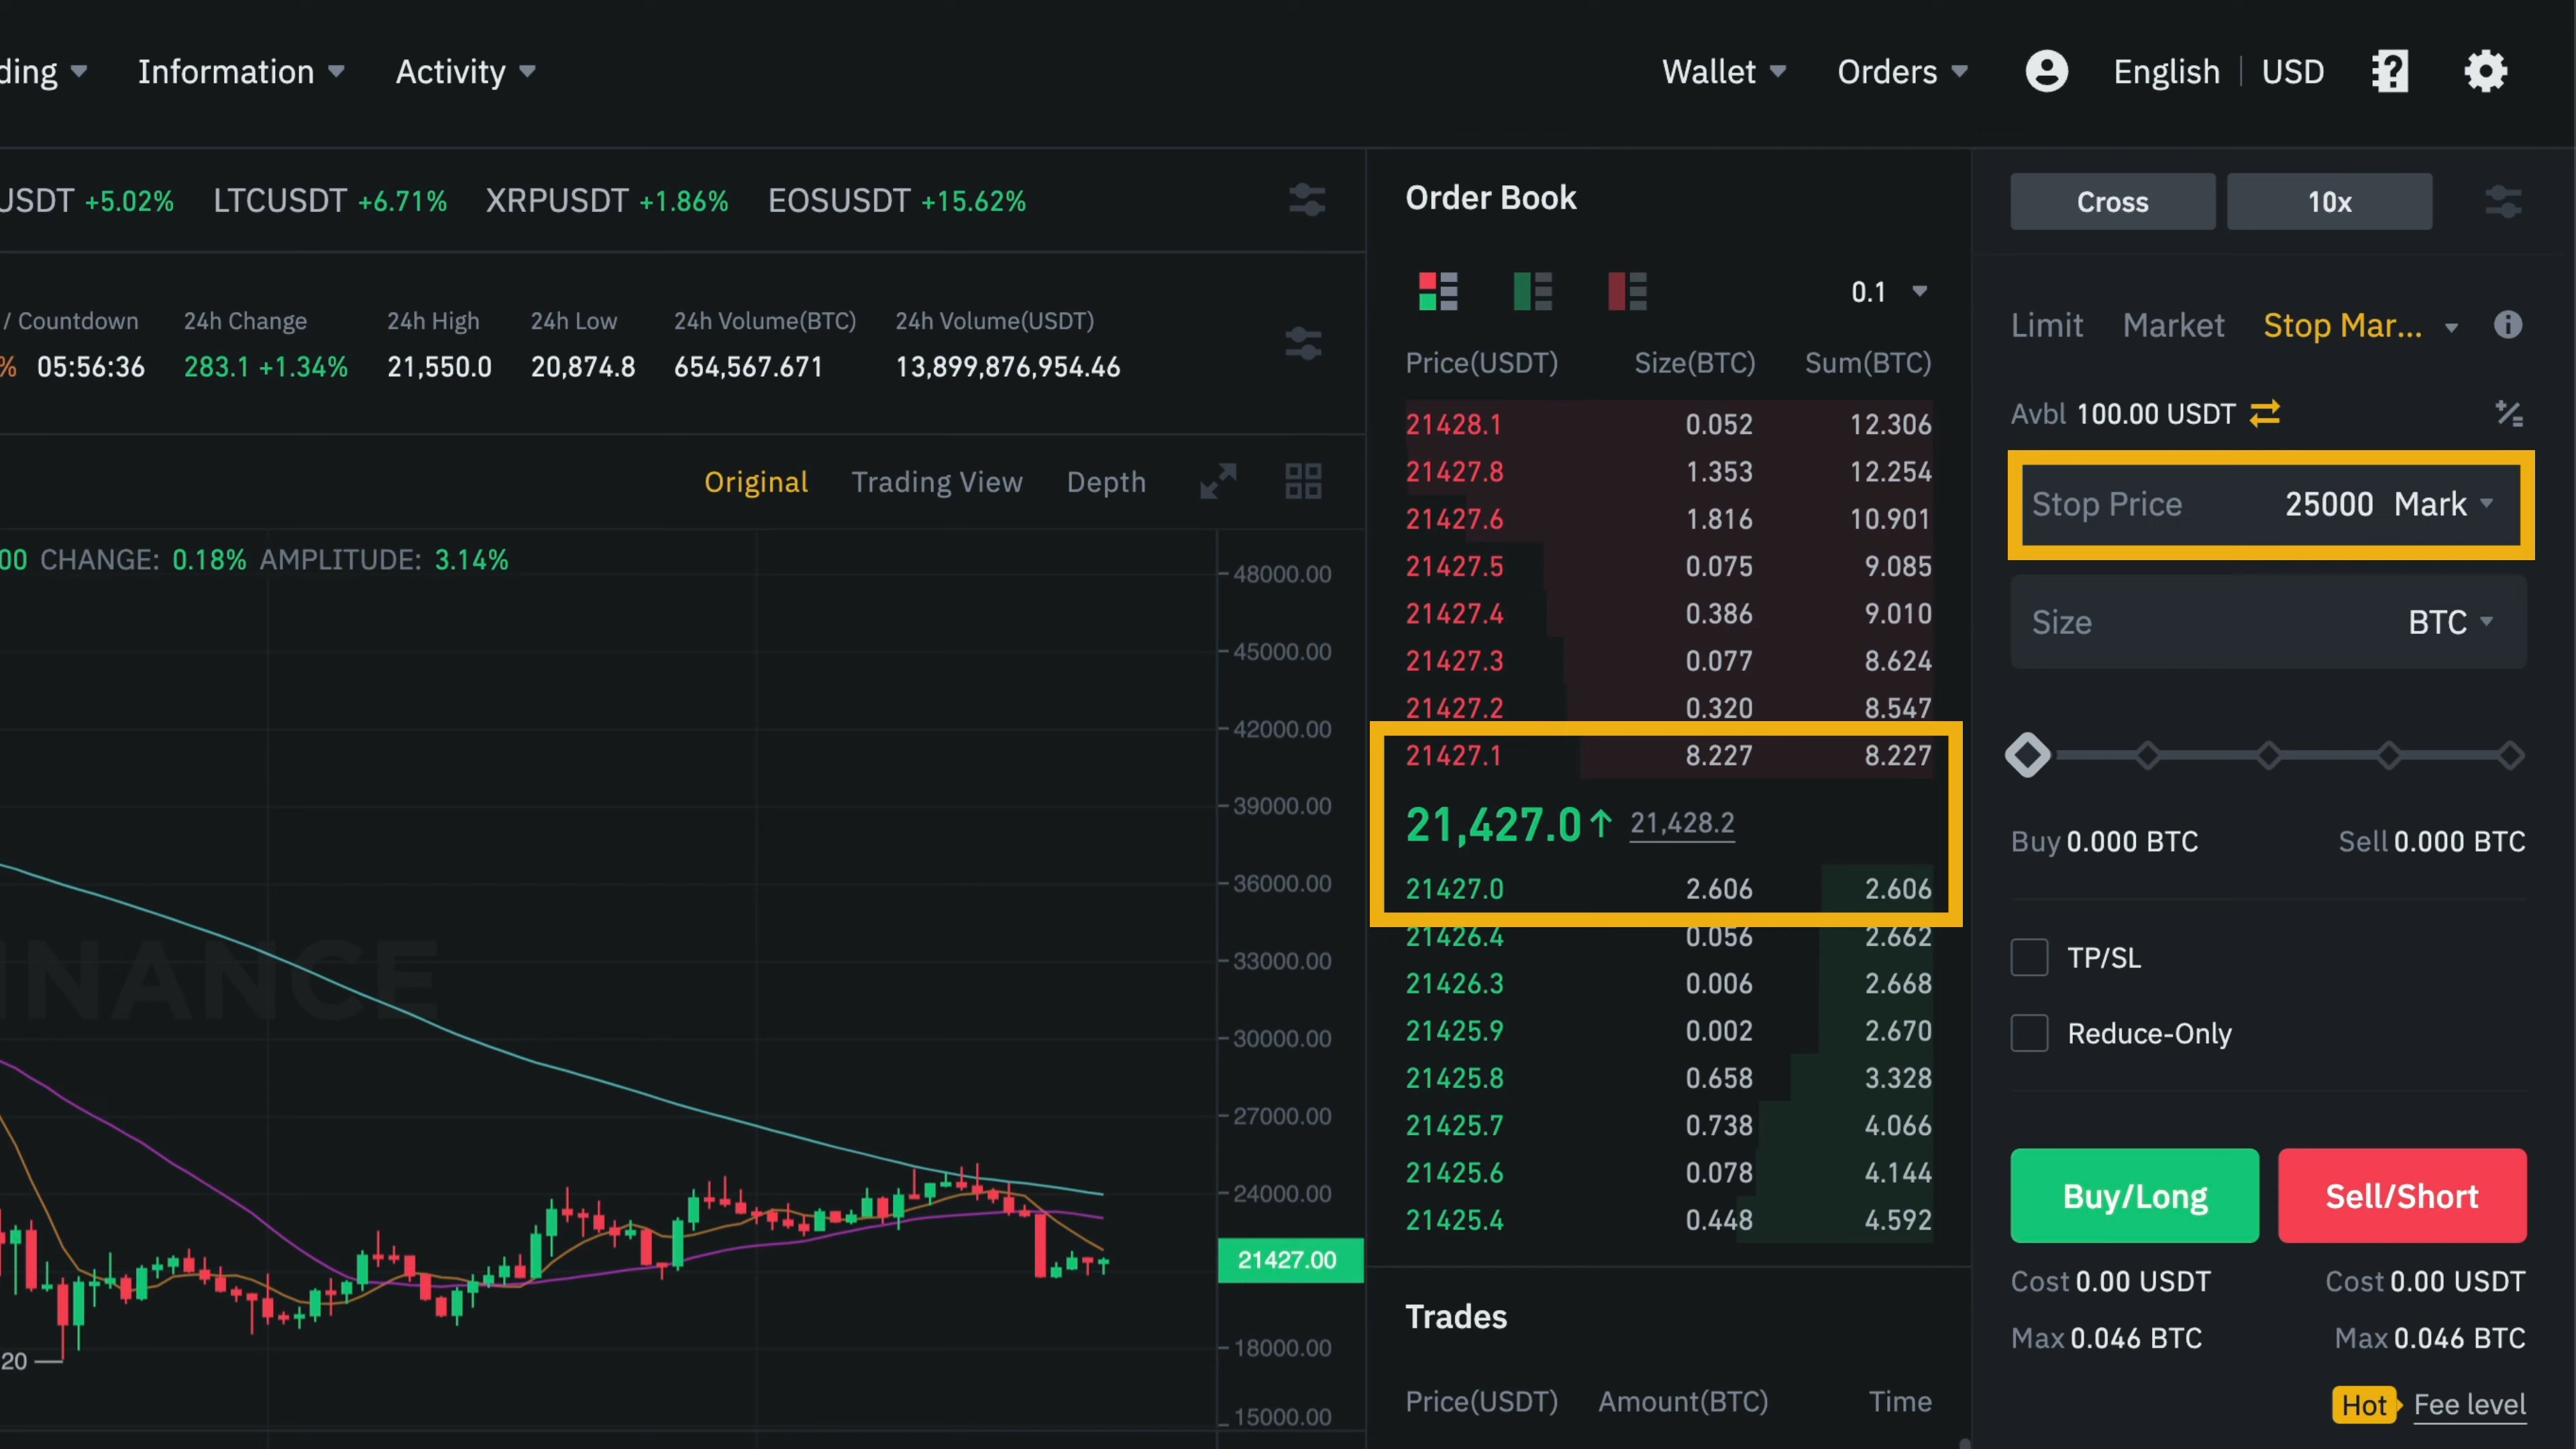 ding Information Activity Wallet Orders English USD
USDT +5.02% LTCUSDT +6.71% XRPUSDT +1.86% EOSUSDT +15.62%
/ Countdown 24h Change 24h High 24h Low 24h Volume(BTC) 24h Volume(USDT)
% 05:56:36 283.1 +1.34% 21,550.0 20,874.8 654,567.671 13,899,876,954.46
Original Trading View Depth
00 CHANGE: 0.18% AMPLITUDE: 3.14%
48000.00
45000.00
42000.00
39000.00
36000.00
33000.00
30000.00
27000.00
24000.00
21427.00
18000.00
15000.00
INANCE
20
Order Book
0.1
Price(USDT) Size(BTC) Sum(BTC)
21428.1 0.052 12.306
21427.8 1.353 12.254
21427.6 1.816 10.901
21427.5 0.075 9.085
21427.4 0.386 9.010
21427.3 0.077 8.624
21427.2 0.320 8.547
21427.1 8.227 8.227
21,427.0↑ 21,428.2
21427.0 2.606 2.606
21426.4 0.056 2.662
21426.3 0.006 2.668
21425.9 0.002 2.670
21425.8 0.658 3.328
21425.7 0.738 4.066
21425.6 0.078 4.144
21425.4 0.448 4.592
Trades
Price(USDT) Amount(BTC) Time
Cross 10x
Limit Market Stop Mar...
Avbl 100.00 USDT
Stop Price 25000 Mark
Size BTC
Buy 0.000 BTC Sell 0.000 BTC
TP/SL
Reduce-Only
Buy/Long Sell/Short
Cost 0.00 USDT Cost 0.00 USDT
Max 0.046 BTC Max 0.046 BTC
Hot Fee level